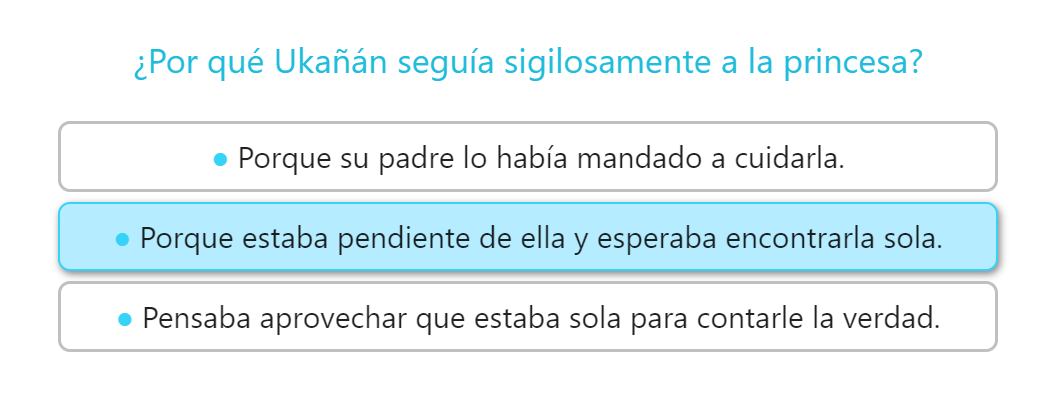 ¿Por qué Ukañán seguía sigilosamente a la princesa?
● Porque su padre lo había mandado a cuidarla.
● Porque estaba pendiente de ella y esperaba encontrarla sola.
● Pensaba aprovechar que estaba sola para contarle la verdad.